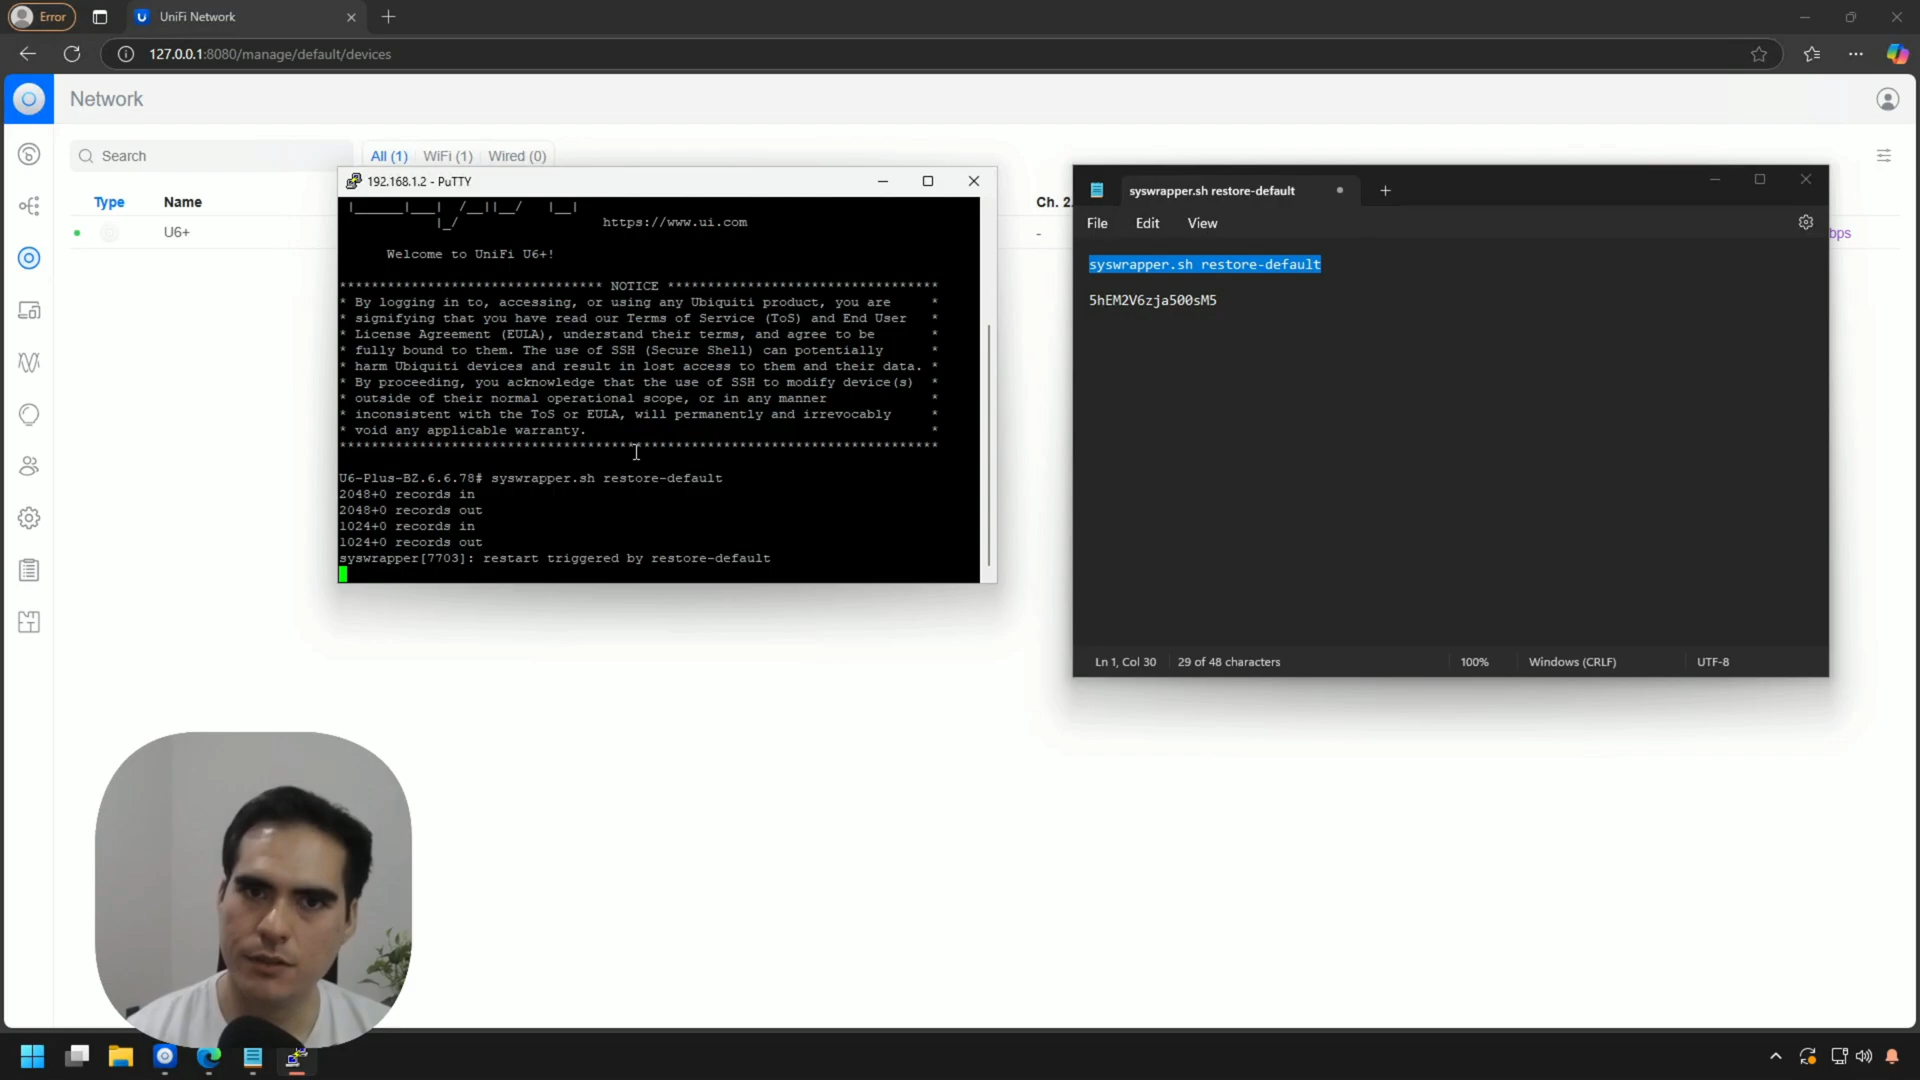 Error
UniFi Network
127.0.0.1:8080/manage/default/devices
Network
Search
All (1) WiFi (1) Wired (0)
Type Name
Ch. 2.
U6+
-
bps
192.168.1.2 - PuTTY
|_______|___|  /__||__/   |__|
|_/ https://www.ui.com
Welcome to UniFi U6+!
********************************* NOTICE **********************************
* By logging in to, accessing, or using any Ubiquiti product, you are *
* signifying that you have read our Terms of Service (ToS) and End User *
* License Agreement (EULA), understand their terms, and agree to be *
* fully bound to them. The use of SSH (Secure Shell) can potentially *
* harm Ubiquiti devices and result in lost access to them and their data. *
* By proceeding, you acknowledge that the use of SSH to modify device(s) *
* outside of their normal operational scope, or in any manner *
* inconsistent with the ToS or EULA, will permanently and irrevocably *
* void any applicable warranty. *
***************************************************************************
U6-Plus-BZ.6.6.78# syswrapper.sh restore-default
2048+0 records in
2048+0 records out
1024+0 records in
1024+0 records out
syswrapper[7703]: restart triggered by restore-default
syswrapper.sh restore-default
File Edit View
syswrapper.sh restore-default
5hEM2V6zja500sM5
Ln 1, Col 30 29 of 48 characters 100% Windows (CRLF) UTF-8